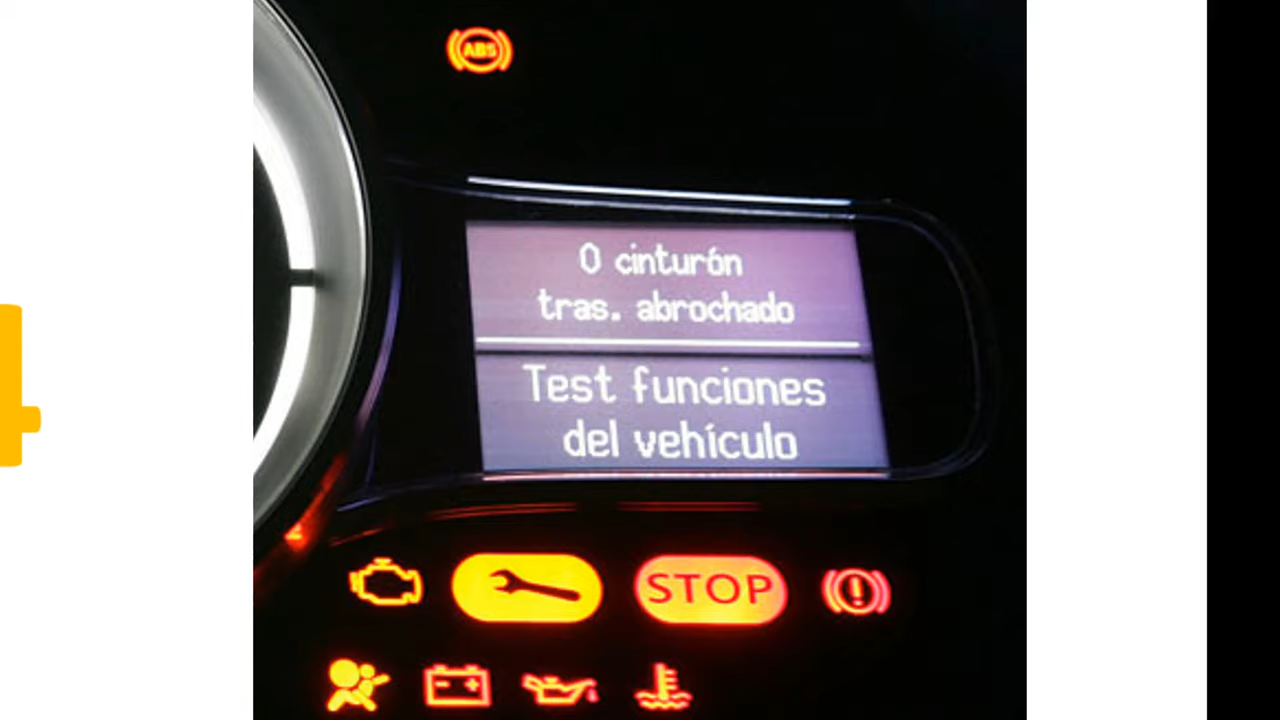 ABS
0 cinturón
tras. abrochado
Test funciones
del vehículo
STOP